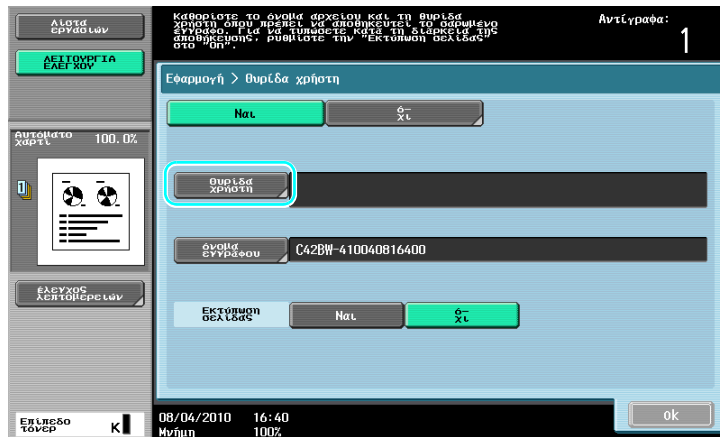 Λίστα
εργασιών
ΛΕΙΤΟΥΡΓΙΑ
ΕΛΕΓΧΟΥ
Αυτόματο
χαρτί
100.0%
1
έλεγχος
λεπτομερειών
Επίπεδο
τόνερ
K
Καθορίστε το όνομα αρχείου και τη θυρίδα
χρήστη όπου πρέπει να αποθηκευτεί το σαρωμένο
έγγραφο. Για να τυπώσετε κατά τη διάρκεια της
αποθήκευσης, ρυθμίστε την "Εκτύπωση σελίδας"
στο "On".
Αντίγραφα:
1
Εφαρμογή > θυρίδα χρήστη
Ναι
ό-
χι
θυρίδα
χρήστη
όνομα
εγγράφου
C42BW-410040816400
Εκτύπωση
σελίδας
Ναι
ό-
χι
ok
08/04/2010 16:40
Μνήμη 100%